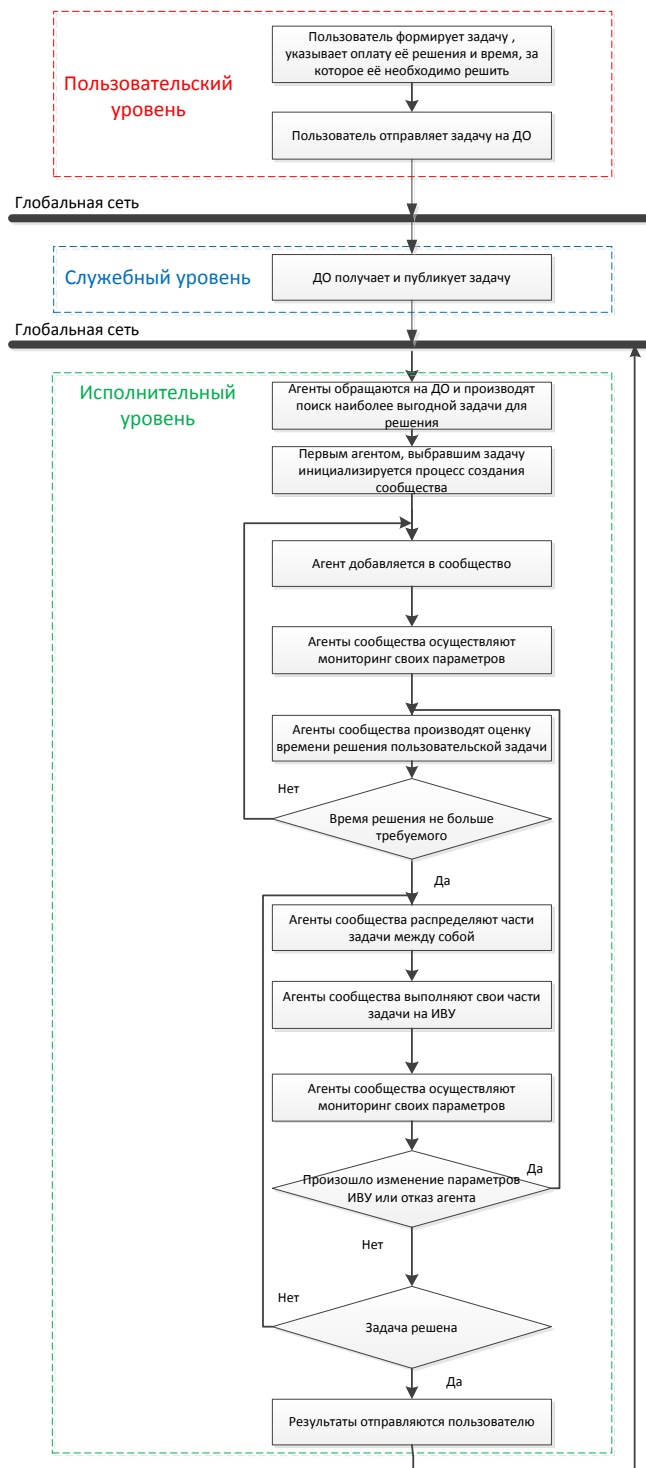 Пользователь формирует задачу ,
указывает оплату её решения и время, за
которое её необходимо решить
Пользовательский
уровень
Пользователь отправляет задачу на ДО
Глобальная сеть
Служебный уровень
ДО получает и публикует задачу
Глобальная сеть
Исполнительный
уровень
Агенты обращаются на ДО и производят
поиск наиболее выгодной задачи для
решения
Первым агентом, выбравшим задачу
инициализируется процесс создания
сообщества
Агент добавляется в сообщество
Агенты сообщества осуществляют
мониторинг своих параметров
Агенты сообщества производят оценку
времени решения пользовательской задачи
Нет
Время решения не больше
требуемого
Да
Агенты сообщества распределяют части
задачи между собой
Агенты сообщества выполняют свои части
задачи на ИВУ
Агенты сообщества осуществляют
мониторинг своих параметров
Да
Произошло изменение параметров
ИВУ или отказ агента
Нет
Нет
Задача решена
Да
Результаты отправляются пользователю